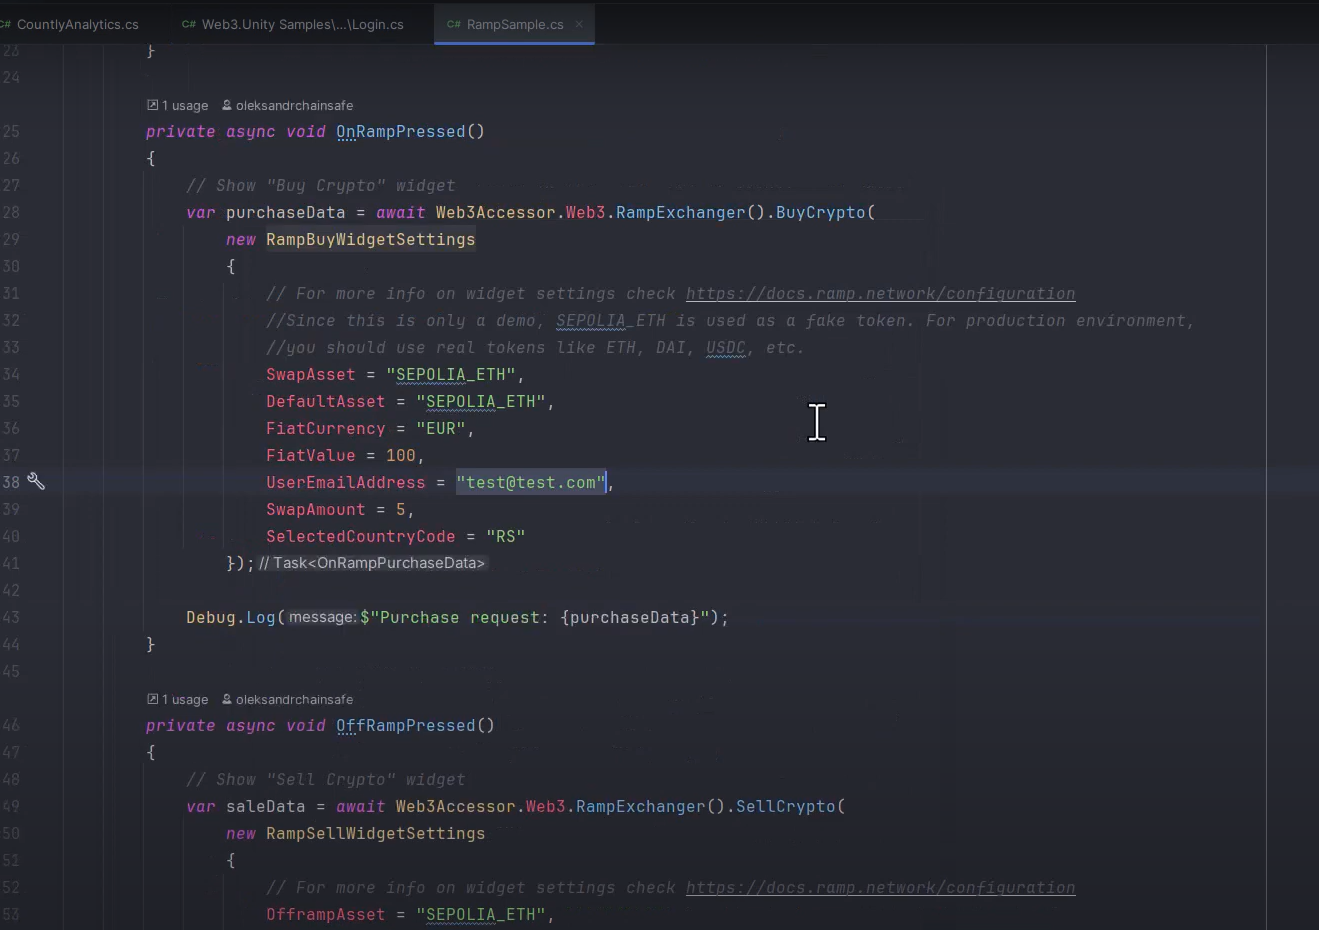 C# CountlyAnalytics.cs C# Web3.Unity Samples\...\Login.cs C# RampSample.cs ×
23 }
24
1 usage oleksandrchainsafe
25 private async void OnRampPressed()
26 {
27 // Show "Buy Crypto" widget
28 var purchaseData = await Web3Accessor.Web3.RampExchanger().BuyCrypto(
29 new RampBuyWidgetSettings
30 {
31 // For more info on widget settings check https://docs.ramp.network/configuration
32 //Since this is only a demo, SEPOLIA_ETH is used as a fake token. For production environment,
33 //you should use real tokens like ETH, DAI, USDC, etc.
34 SwapAsset = "SEPOLIA_ETH",
35 DefaultAsset = "SEPOLIA_ETH",
36 FiatCurrency = "EUR",
37 FiatValue = 100,
38 UserEmailAddress = "test@test.com",
39 SwapAmount = 5,
40 SelectedCountryCode = "RS"
41 }); // Task<OnRampPurchaseData>
42
43 Debug.Log( message: $"Purchase request: {purchaseData}");
44 }
45
1 usage oleksandrchainsafe
46 private async void OffRampPressed()
47 {
48 // Show "Sell Crypto" widget
49 var saleData = await Web3Accessor.Web3.RampExchanger().SellCrypto(
50 new RampSellWidgetSettings
51 {
52 // For more info on widget settings check https://docs.ramp.network/configuration
53 OfframpAsset = "SEPOLIA_ETH",